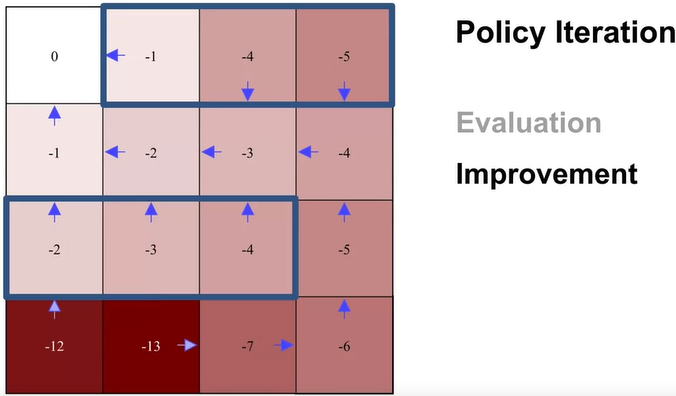 Policy Iteration
Evaluation
Improvement
0 -1 -4 -5
-1 -2 -3 -4
-2 -3 -4 -5
-12 -13 -7 -6